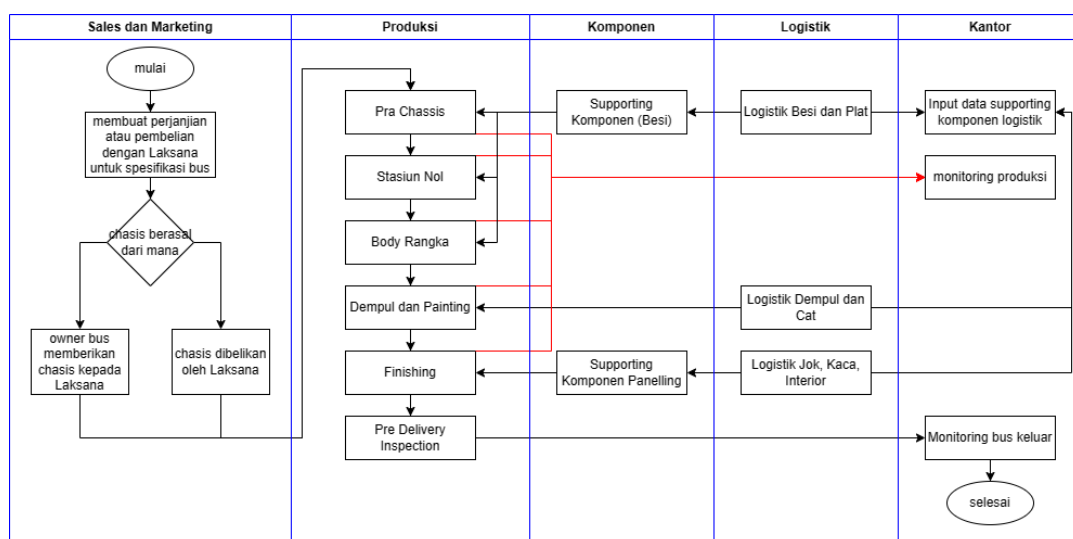 Sales dan Marketing
Produksi
Komponen
Logistik
Kantor
mulai
membuat perjanjian
atau pembelian
dengan Laksana
untuk spesifikasi bus
chasis berasal
dari mana
owner bus
memberikan
chasis kepada
Laksana
chasis dibelikan
oleh Laksana
Pra Chassis
Stasiun Nol
Body Rangka
Dempul dan Painting
Finishing
Pre Delivery
Inspection
Supporting
Komponen (Besi)
Supporting
Komponen Panelling
Logistik Besi dan Plat
Logistik Dempul dan
Cat
Logistik Jok, Kaca,
Interior
Input data supporting
komponen logistik
monitoring produksi
Monitoring bus keluar
selesai